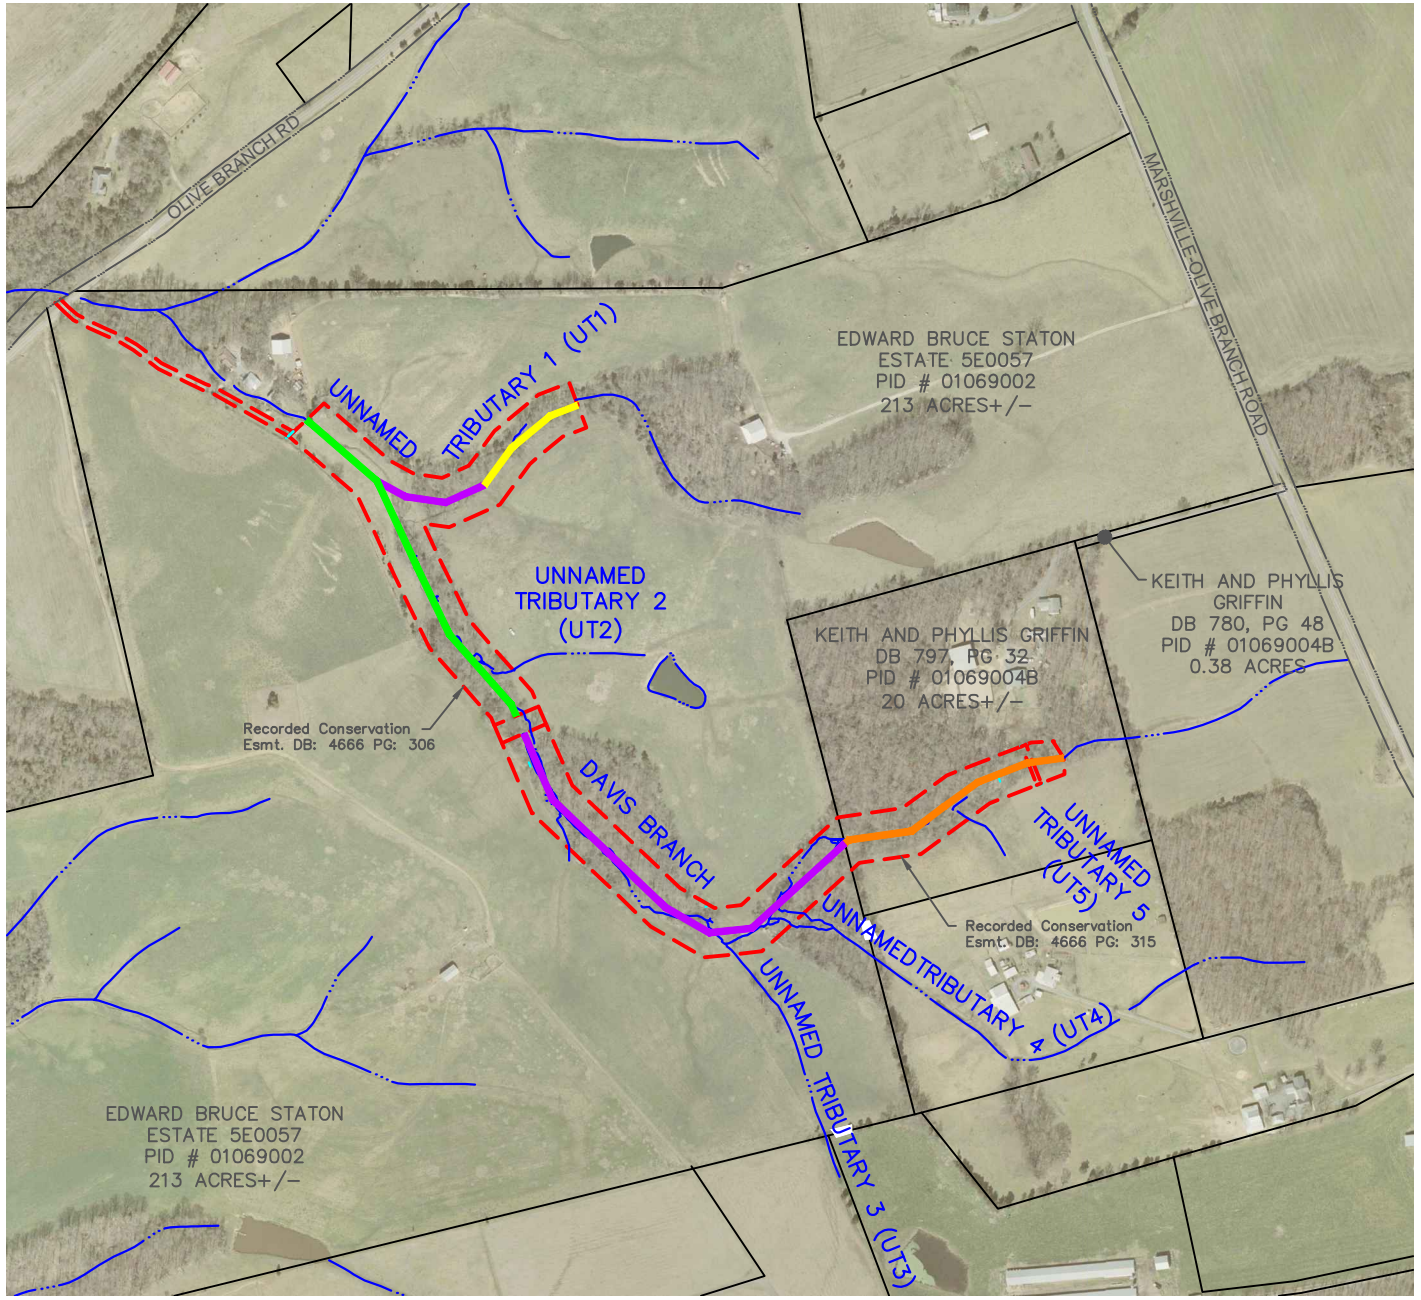 OLIVE BRANCH RD
MARSHVILLE-OLIVE BRANCH ROAD
UNNAMED
TRIBUTARY 1 (UT1)
EDWARD BRUCE STATON
ESTATE 5E0057
PID # 01069002
213 ACRES+/-
UNNAMED
TRIBUTARY 2
(UT2)
KEITH AND PHYLLIS
GRIFFIN
DB 780, PG 48
PID # 01069004B
0.38 ACRES
KEITH AND PHYLLIS GRIFFIN
DB 797, PG 32
PID # 01069004B
20 ACRES+/-
Recorded Conservation
Esmt. DB: 4666 PG: 306
DAVIS BRANCH
UNNAMED
TRIBUTARY 5
(UT5)
Recorded Conservation
Esmt. DB: 4666 PG: 315
UNNAMED TRIBUTARY 4 (UT4)
UNNAMED TRIBUTARY 3 (UT3)
EDWARD BRUCE STATON
ESTATE 5E0057
PID # 01069002
213 ACRES+/-